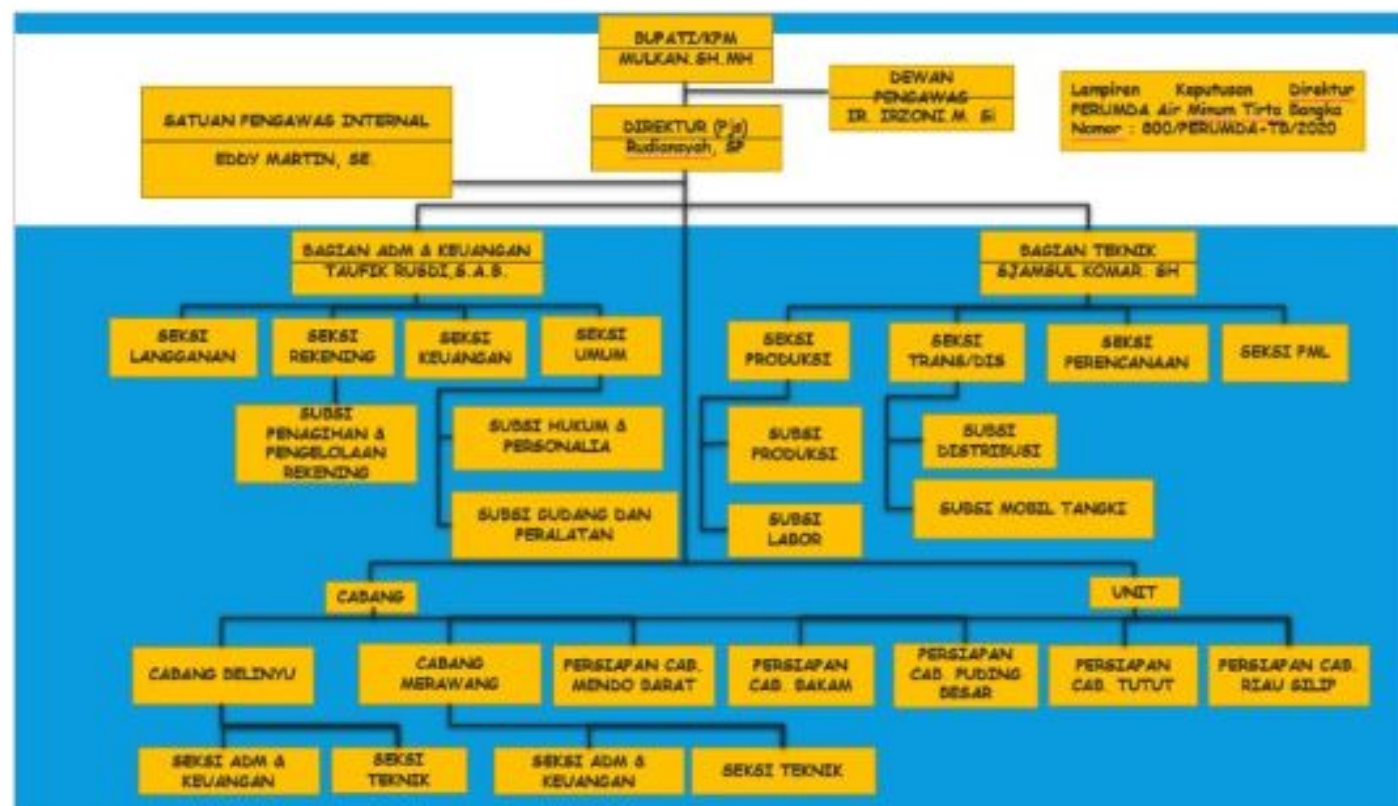 BUPATI/KPM
MULKAN.SH.MH
DEWAN
PENGAWAS
IR. IRZONI.M. Si
Lampiran Keputusan Direktur
PERUMDA Air Minum Tirta Bangka
Nomor : 800/PERUMDA-TB/2020
SATUAN PENGAWAS INTERNAL
EDDY MARTIN, SE.
DIREKTUR (Pjs)
Rudiansyah, SP
BAGIAN ADM & KEUANGAN
TAUFIK RUSDI,S.A.B.
BAGIAN TEKNIK
SJAMSUL KOMAR. SH
SEKSI
LANGGANAN
SEKSI
REKENING
SEKSI
KEUANGAN
SEKSI
UMUM
SEKSI
PRODUKSI
SEKSI
TRANS/DIS
SEKSI
PERENCANAAN
SEKSI PML
SUBSI
PENAGIHAN &
PENGELOLAAN
REKENING
SUBSI HUKUM &
PERSONALIA
SUBSI
PRODUKSI
SUBSI
DISTRIBUSI
SUBSI GUDANG DAN
PERALATAN
SUBSI
LABOR
SUBSI MOBIL TANGKI
CABANG
UNIT
CABANG BELINYU
CABANG
MERAWANG
PERSIAPAN CAB.
MENDO BARAT
PERSIAPAN
CAB. BAKAM
PERSIAPAN
CAB. PUDING
BESAR
PERSIAPAN
CAB. TUTUT
PERSIAPAN CAB.
RIAU SILIP
SEKSI ADM &
KEUANGAN
SEKSI
TEKNIK
SEKSI ADM &
KEUANGAN
SEKSI TEKNIK